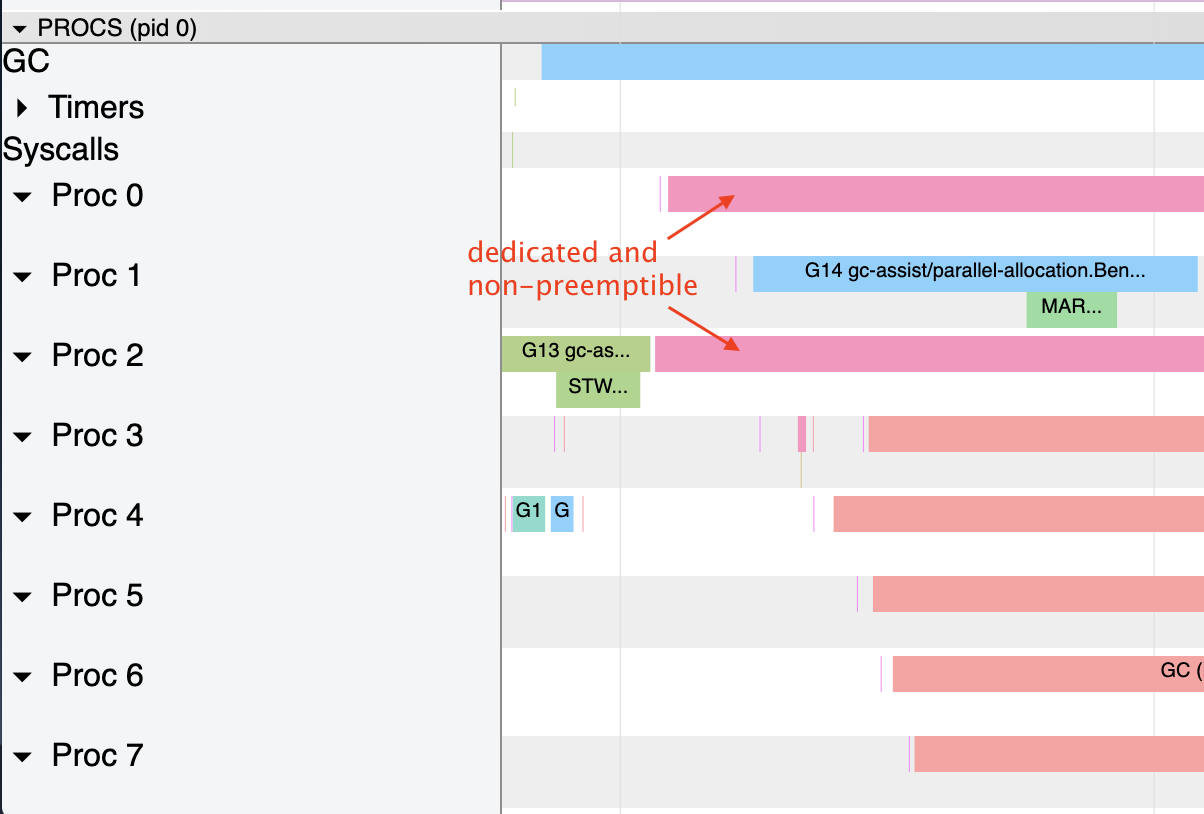 PROCS (pid 0)
GC
Timers
Syscalls
Proc 0
dedicated and
non-preemptible
Proc 1
G14 gc-assist/parallel-allocation.Ben...
MAR...
Proc 2
G13 gc-as...
STW...
Proc 3
Proc 4
G1
G
Proc 5
Proc 6
GC (
Proc 7